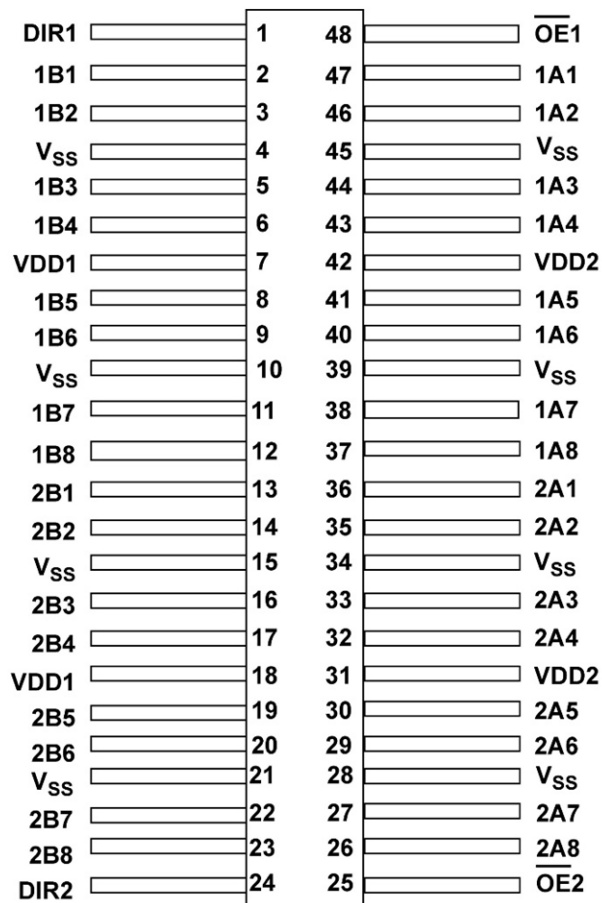 DIR1 1 48 O̅E̅1
1B1 2 47 1A1
1B2 3 46 1A2
VSS 4 45 VSS
1B3 5 44 1A3
1B4 6 43 1A4
VDD1 7 42 VDD2
1B5 8 41 1A5
1B6 9 40 1A6
VSS 10 39 VSS
1B7 11 38 1A7
1B8 12 37 1A8
2B1 13 36 2A1
2B2 14 35 2A2
VSS 15 34 VSS
2B3 16 33 2A3
2B4 17 32 2A4
VDD1 18 31 VDD2
2B5 19 30 2A5
2B6 20 29 2A6
VSS 21 28 VSS
2B7 22 27 2A7
2B8 23 26 2A8
DIR2 24 25 O̅E̅2